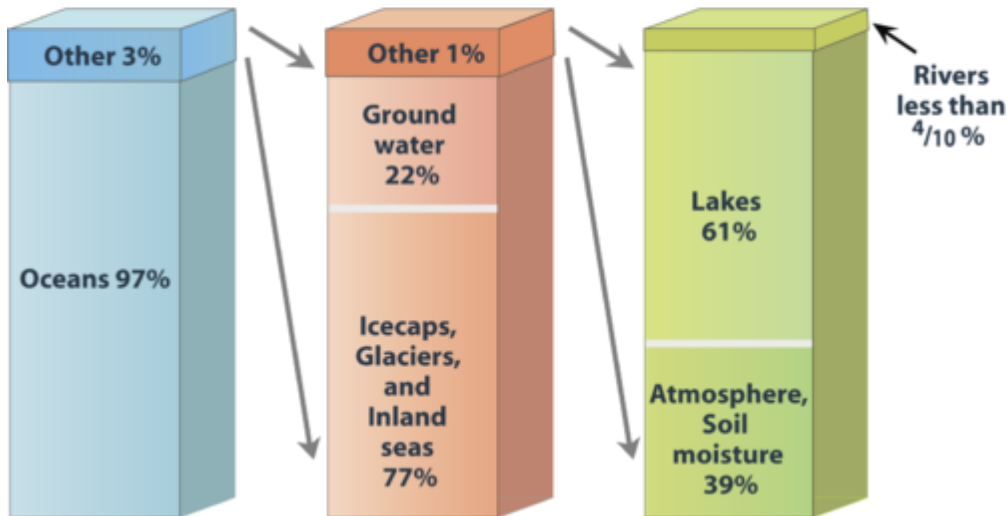 Other 3%
Oceans 97%
Other 1%
Ground
water
22%
Icecaps,
Glaciers,
and
Inland
seas
77%
Rivers
less than
4/10 %
Lakes
61%
Atmosphere,
Soil
moisture
39%